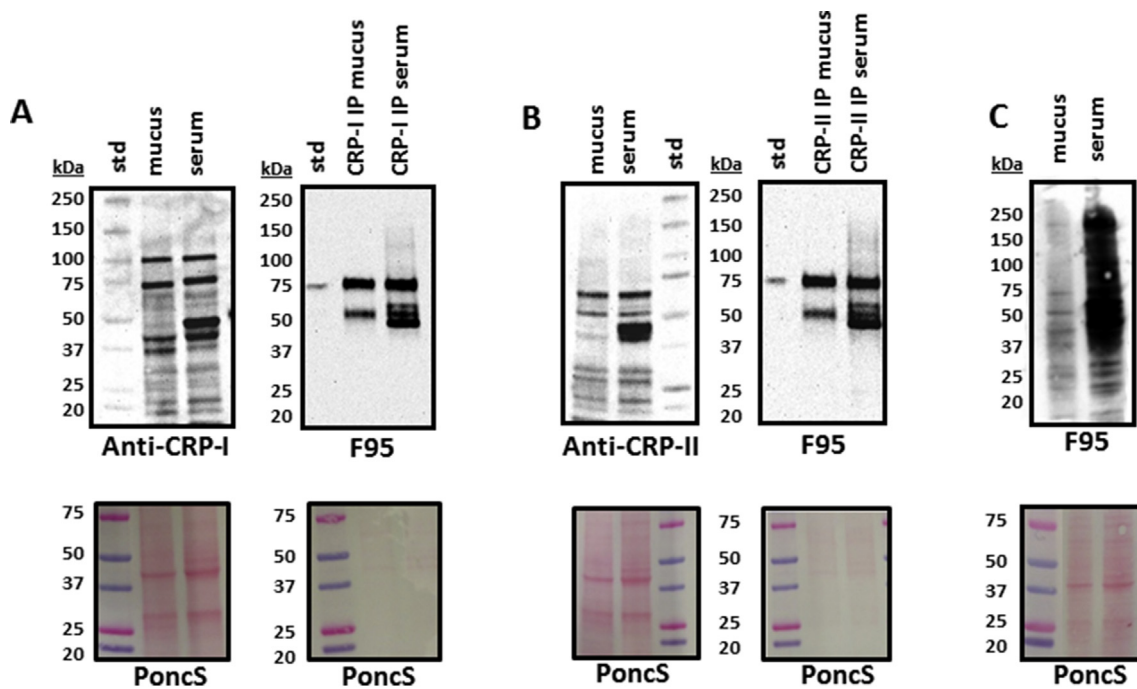 A
kDa
std
mucus
serum
250
150
100
75
50
37
25
20
Anti-CRP-I
kDa
std
CRP-I IP mucus
CRP-I IP serum
250
150
100
75
50
37
25
20
F95
B
mucus
serum
std
Anti-CRP-II
kDa
std
CRP-II IP mucus
CRP-II IP serum
250
150
100
75
50
37
25
20
F95
C
kDa
mucus
serum
250
150
100
75
50
37
25
20
F95
75
50
37
25
20
PoncS
75
50
37
25
20
PoncS
PoncS
75
50
37
25
20
PoncS
75
50
37
25
20
PoncS